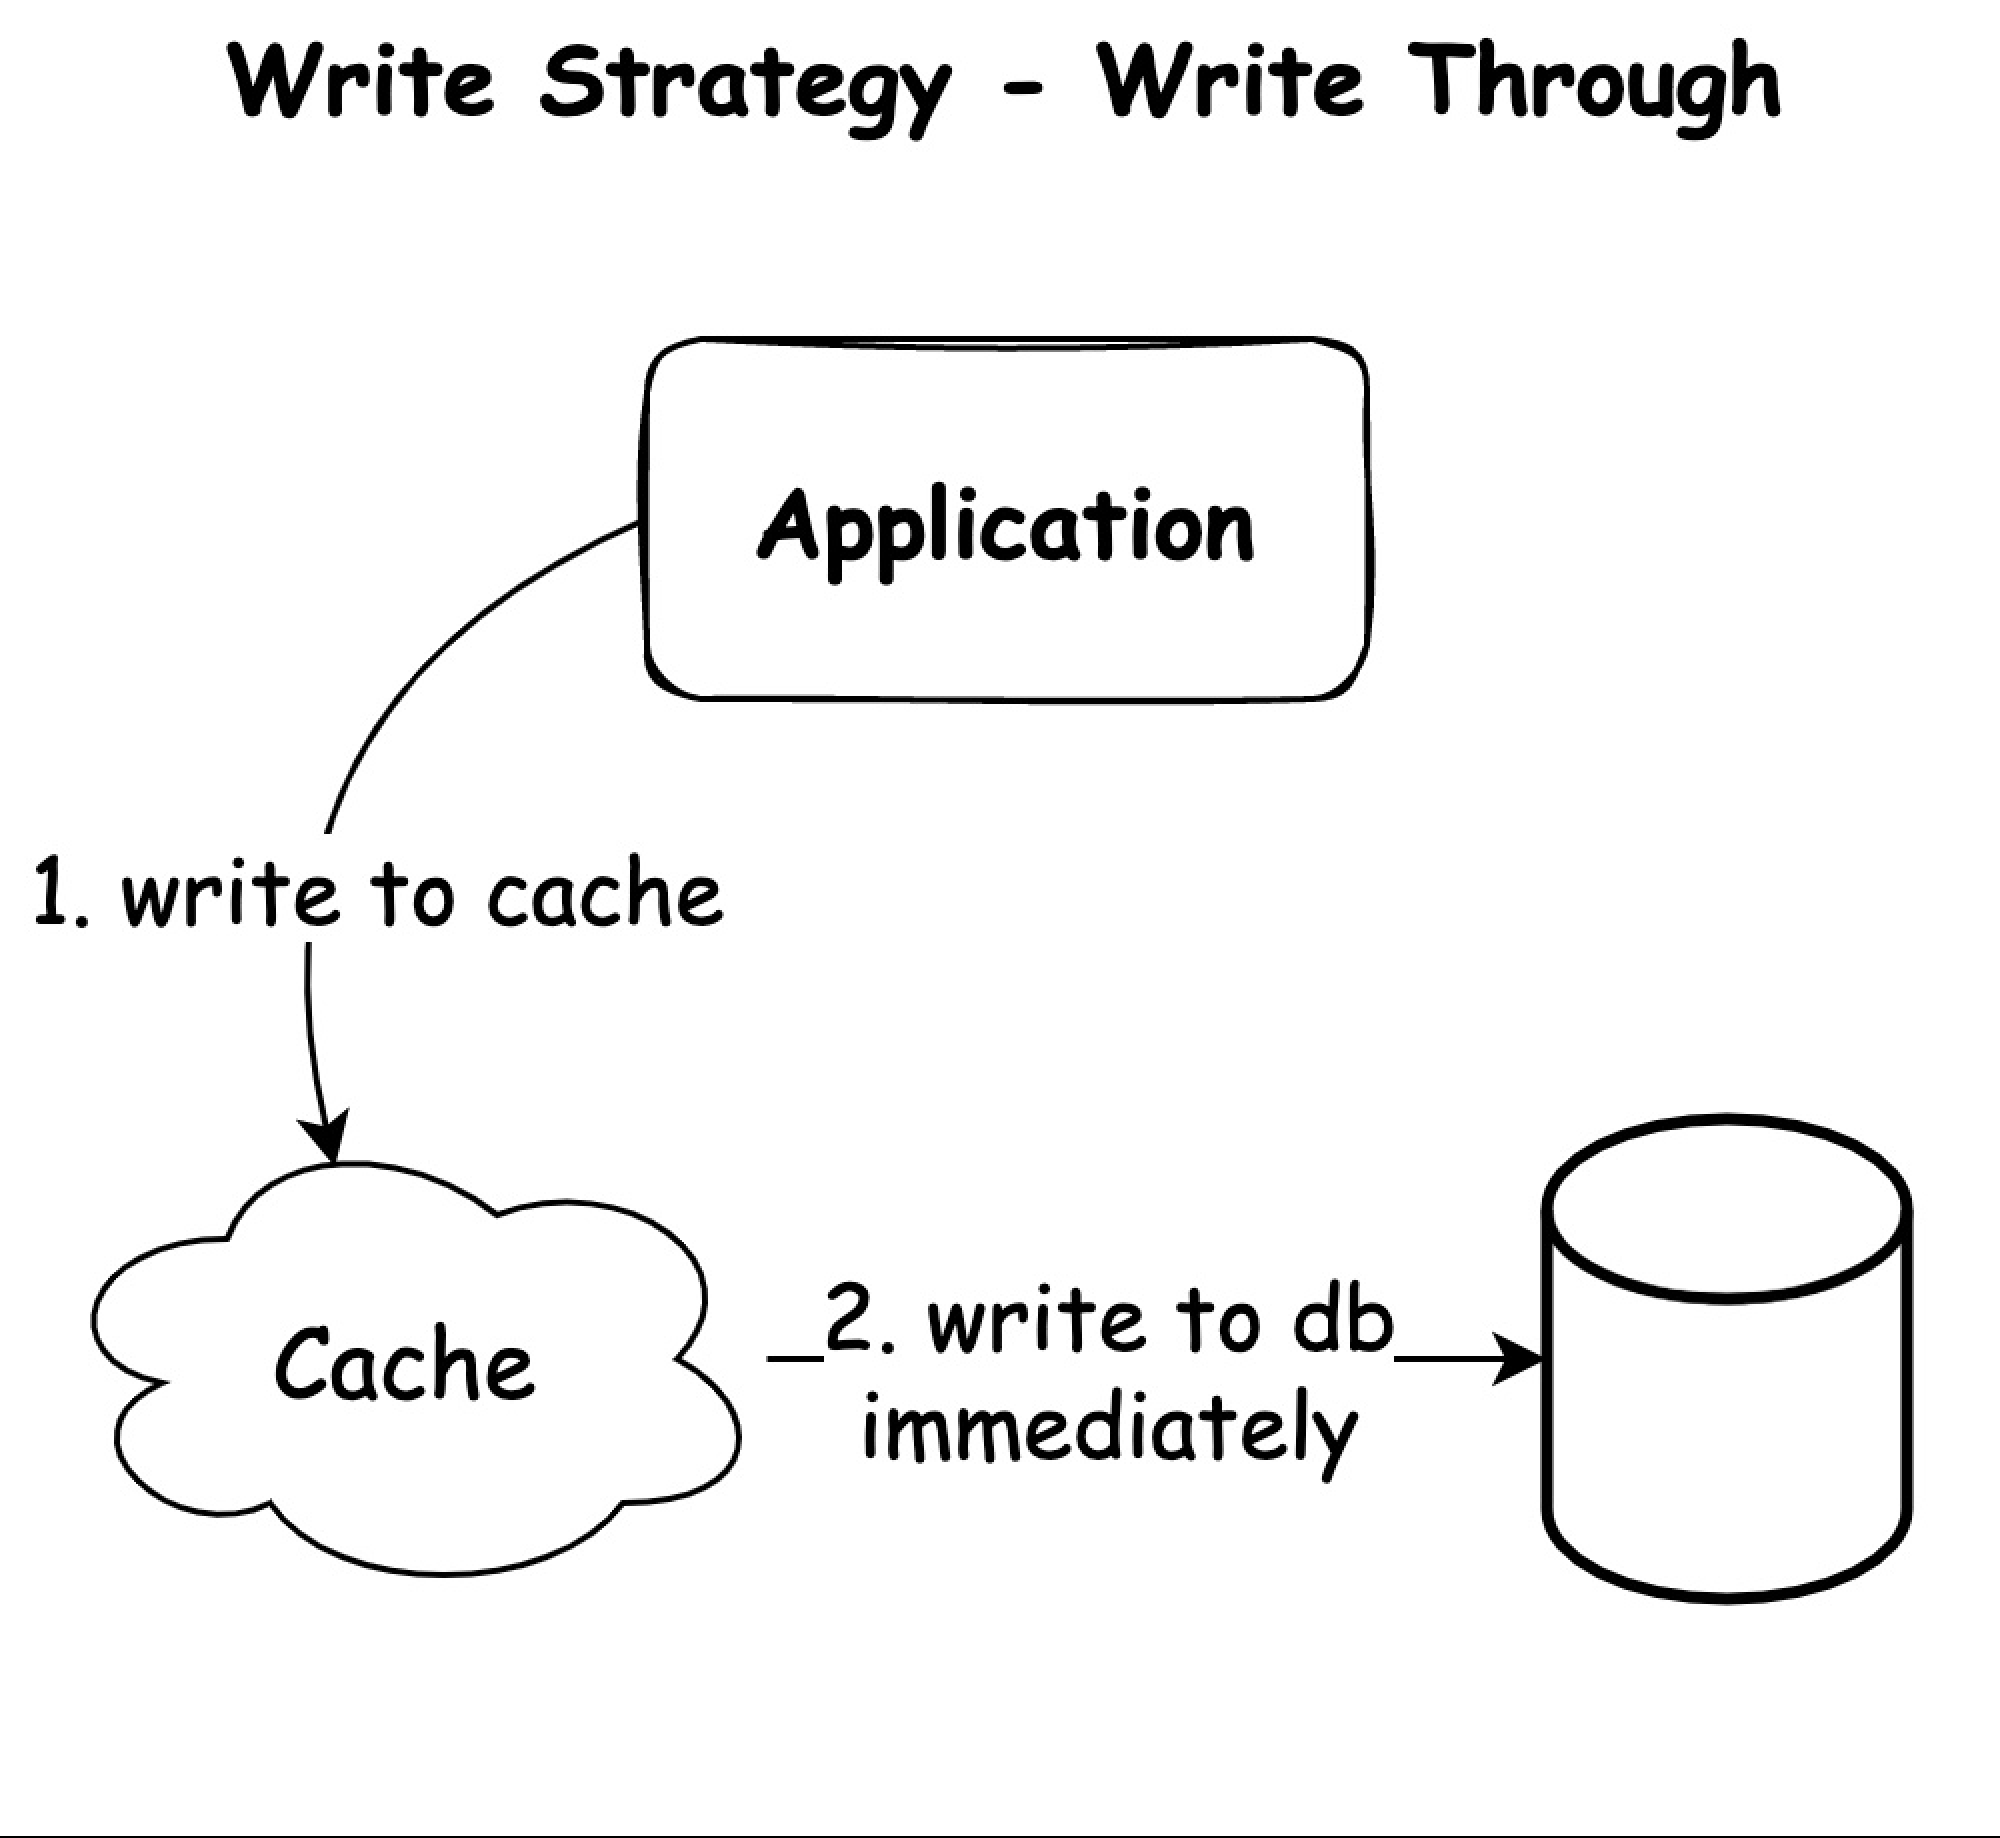 Write Strategy - Write Through
Application
1. write to cache
Cache
2. write to db
immediately